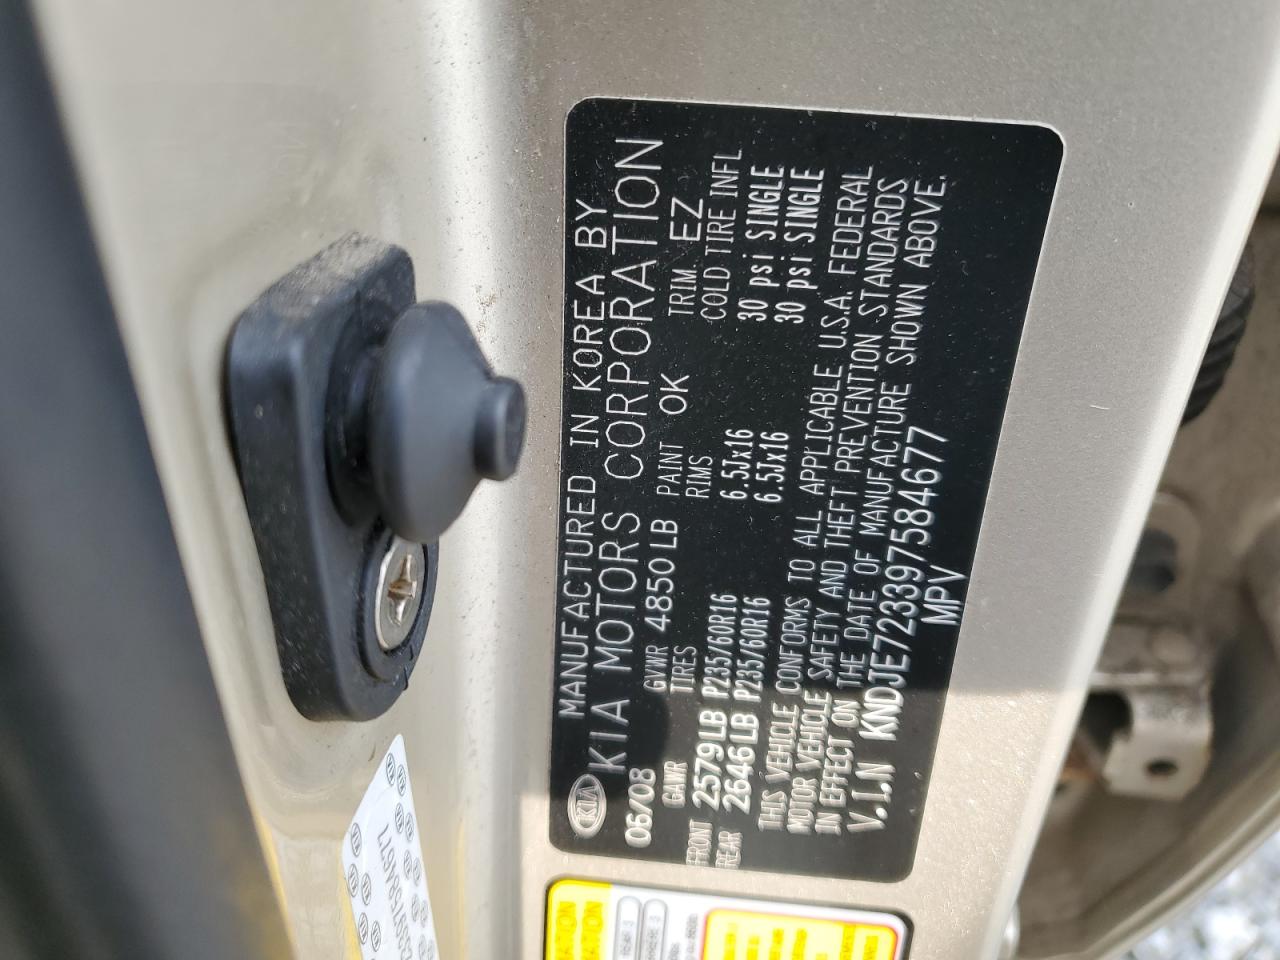 KIA
MANUFACTURED IN KOREA BY
KIA MOTORS CORPORATION
06/08 GVWR 4850LB PAINT OK TRIM EZ
GAWR TIRES RIMS COLD TIRE INFL
FRONT 2579LB P235/60R16 6.5Jx16 30 psi SINGLE
REAR 2646LB P235/60R16 6.5Jx16 30 psi SINGLE
THIS VEHICLE CONFORMS TO ALL APPLICABLE U.S.A. FEDERAL
MOTOR VEHICLE SAFETY AND THEFT PREVENTION STANDARDS
IN EFFECT ON THE DATE OF MANUFACTURE SHOWN ABOVE.
V.I.N KNDJE723397584677
MPV